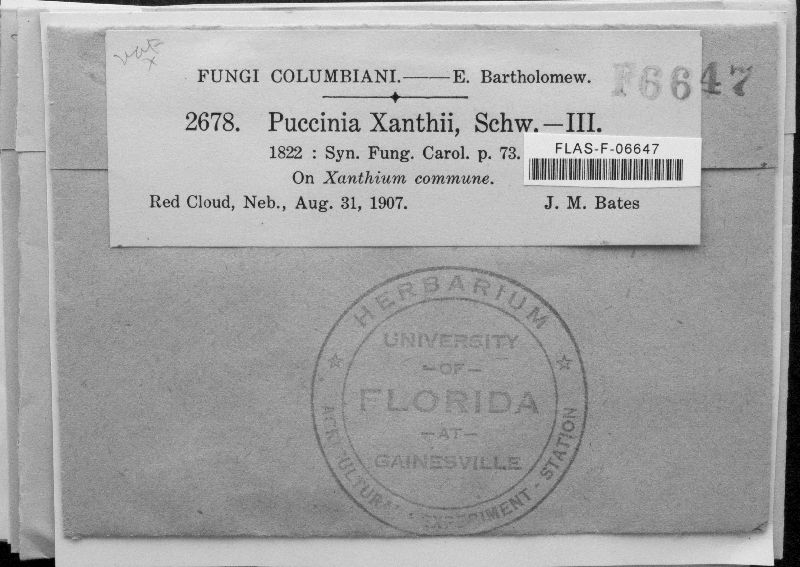 FUNGI COLUMBIANI.——E. Bartholomew.
F6647
2678. Puccinia Xanthii, Schw.—III.
1822 : Syn. Fung. Carol. p. 73.
FLAS-F-06647
On Xanthium commune.
Red Cloud, Neb., Aug. 31, 1907. J. M. Bates
HERBARIUM
UNIVERSITY
—OF—
FLORIDA
—AT—
GAINESVILLE
AGRICULTURAL EXPERIMENT - STATION